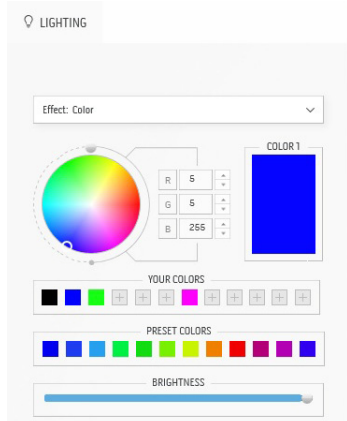 LIGHTING
Effect: Color
COLOR 1
R 5
G 5
B 255
YOUR COLORS
PRESET COLORS
BRIGHTNESS